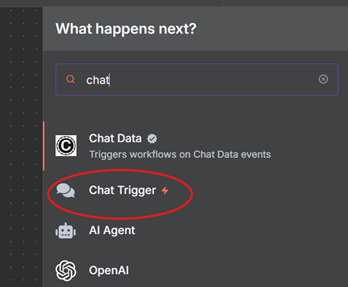 What happens next?
chat
Chat Data
Triggers workflows on Chat Data events
Chat Trigger
AI Agent
OpenAI